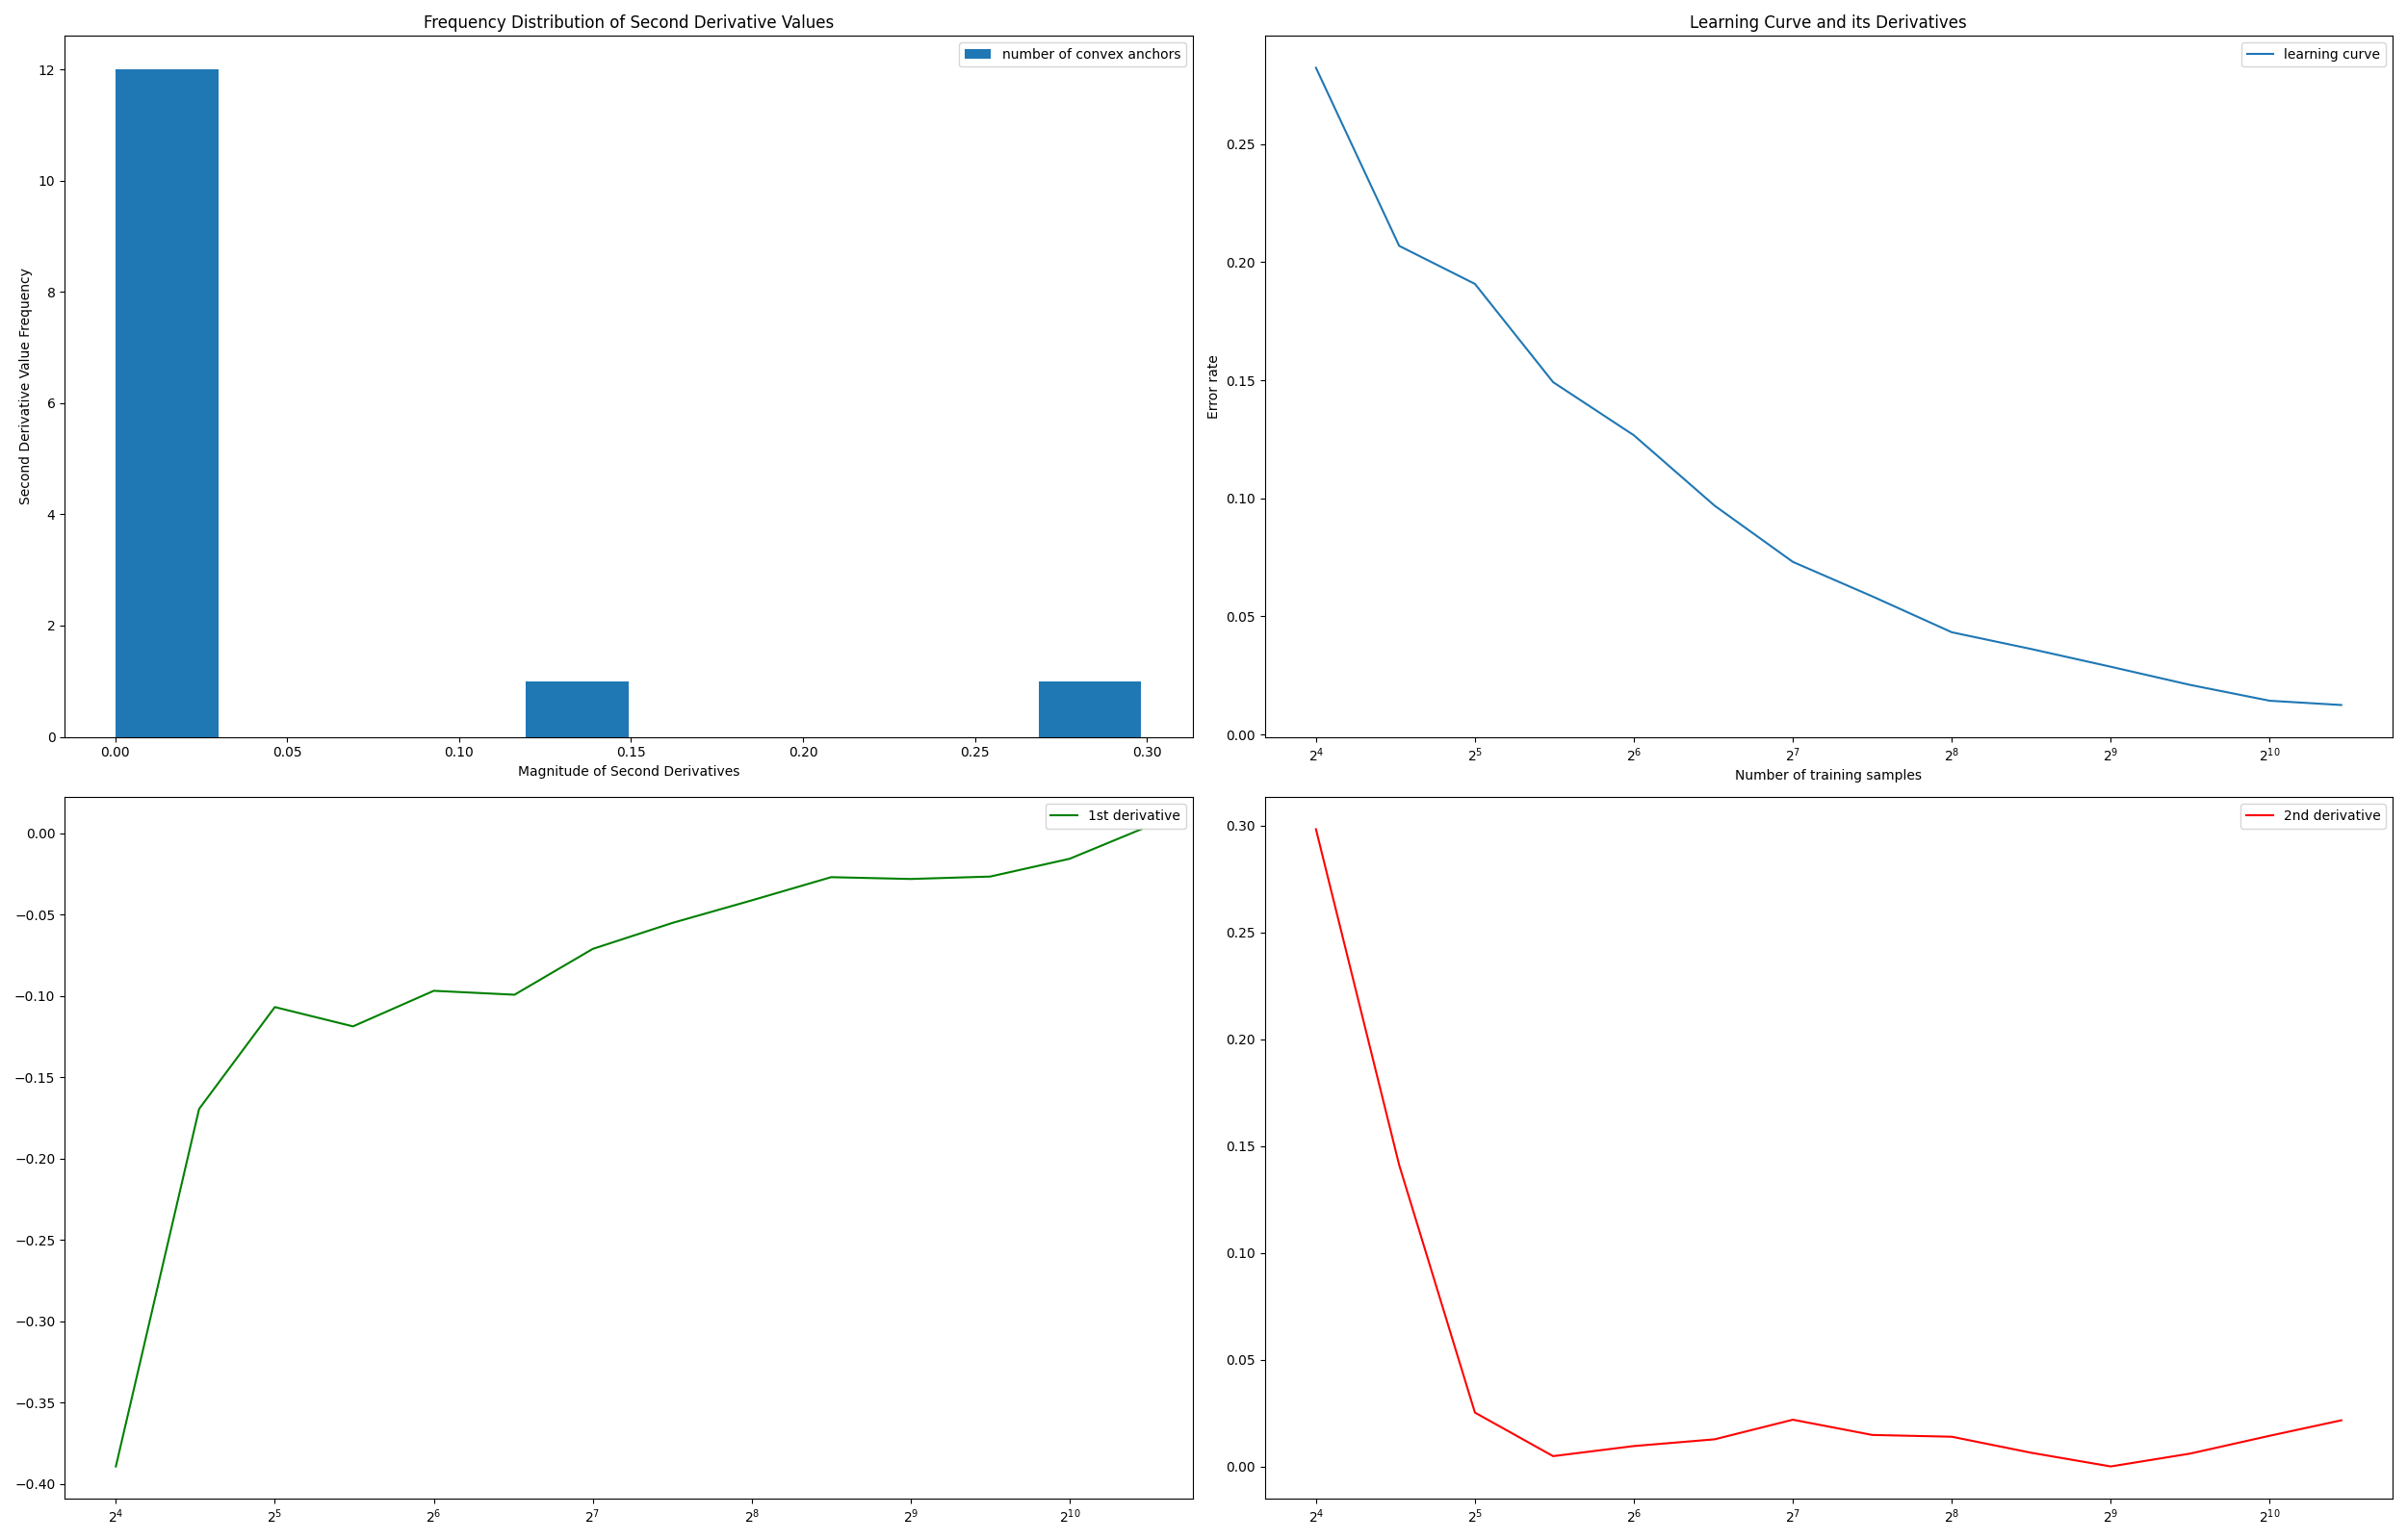 Frequency Distribution of Second Derivative Values
number of convex anchors
Second Derivative Value Frequency
12
10
8
6
4
2
0
0.00 0.05 0.10 0.15 0.20 0.25 0.30
Magnitude of Second Derivatives
Learning Curve and its Derivatives
learning curve
Error rate
0.25
0.20
0.15
0.10
0.05
0.00
2^4 2^5 2^6 2^7 2^8 2^9 2^10
Number of training samples
1st derivative
0.00
−0.05
−0.10
−0.15
−0.20
−0.25
−0.30
−0.35
−0.40
2^4 2^5 2^6 2^7 2^8 2^9 2^10
2nd derivative
0.30
0.25
0.20
0.15
0.10
0.05
0.00
2^4 2^5 2^6 2^7 2^8 2^9 2^10